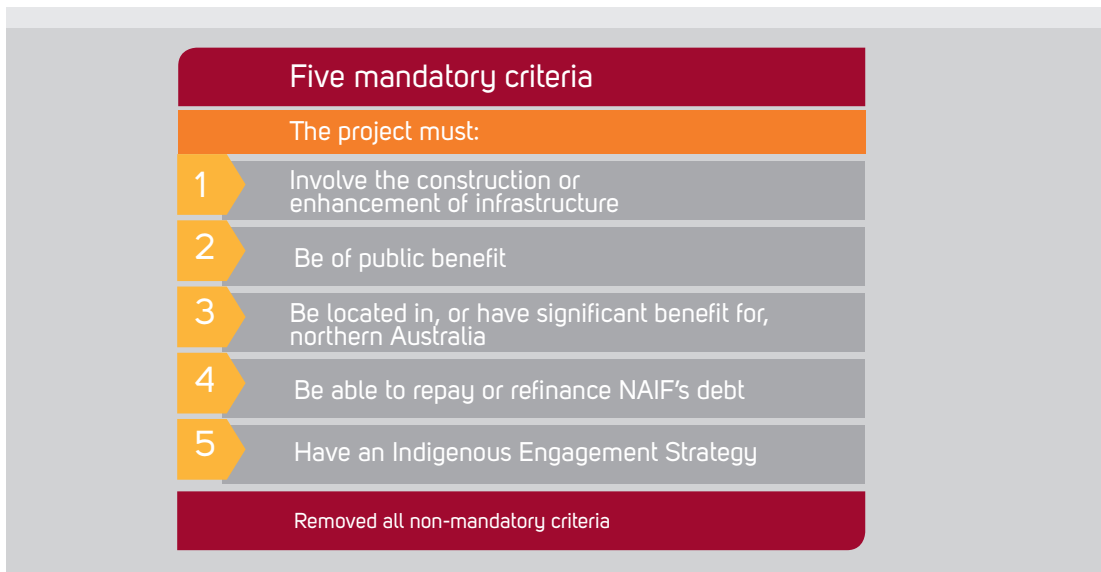 Five mandatory criteria
The project must:
1
Involve the construction or
enhancement of infrastructure
2
Be of public benefit
3
Be located in, or have significant benefit for,
northern Australia
4
Be able to repay or refinance NAIF's debt
5
Have an Indigenous Engagement Strategy
Removed all non-mandatory criteria